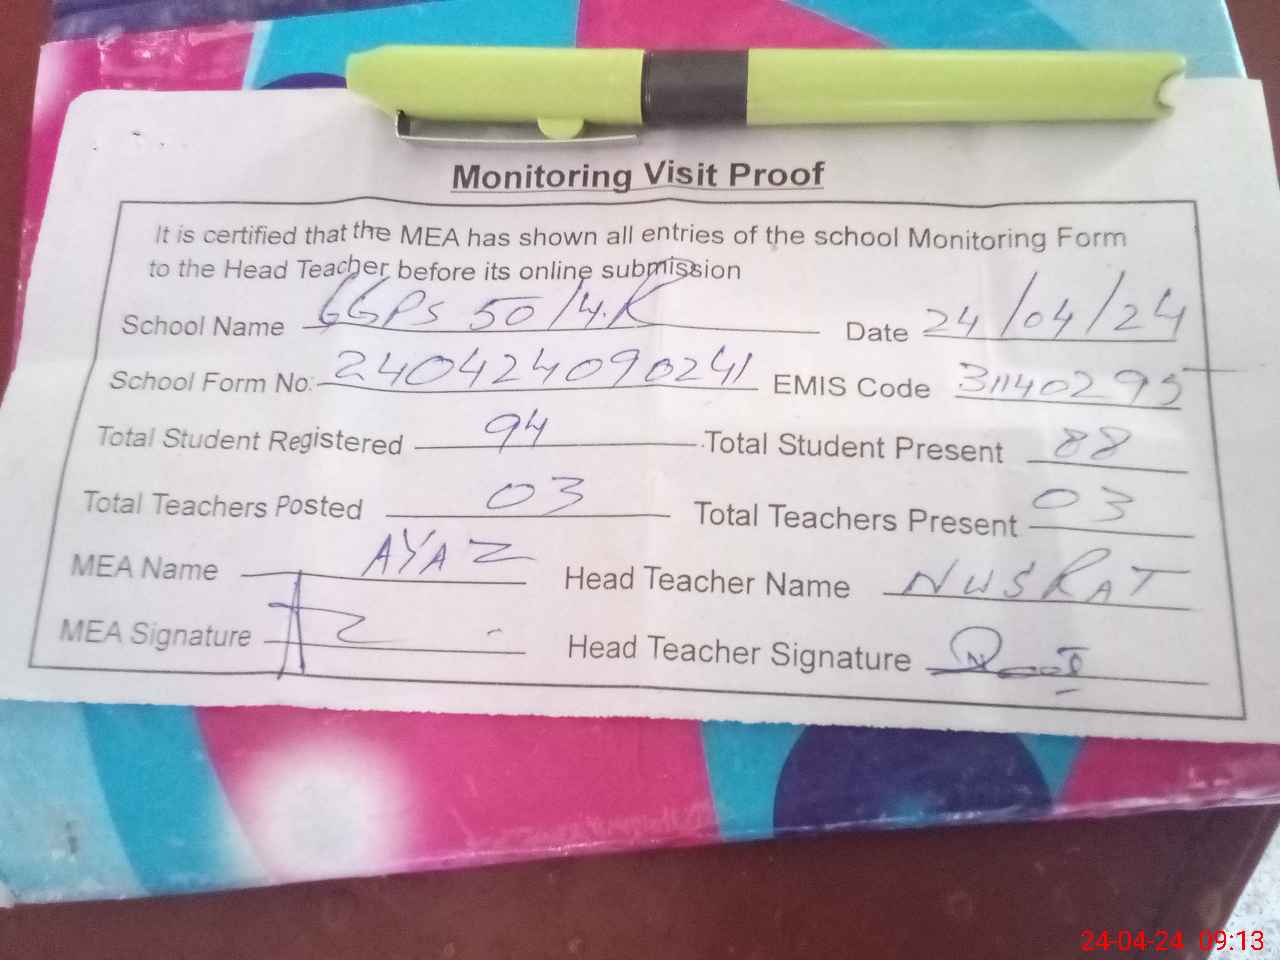 Monitoring Visit Proof
It is certified that the MEA has shown all entries of the school Monitoring Form
to the Head Teacher before its online submission
School Name GGPS 50/4.R Date 24/04/24
School Form No: 240424090241 EMIS Code 31140295
Total Student Registered 94 Total Student Present 88
Total Teachers Posted 03 Total Teachers Present 03
MEA Name AYAZ Head Teacher Name NUSRAT
MEA Signature AZ Head Teacher Signature
24-04-24 09:13